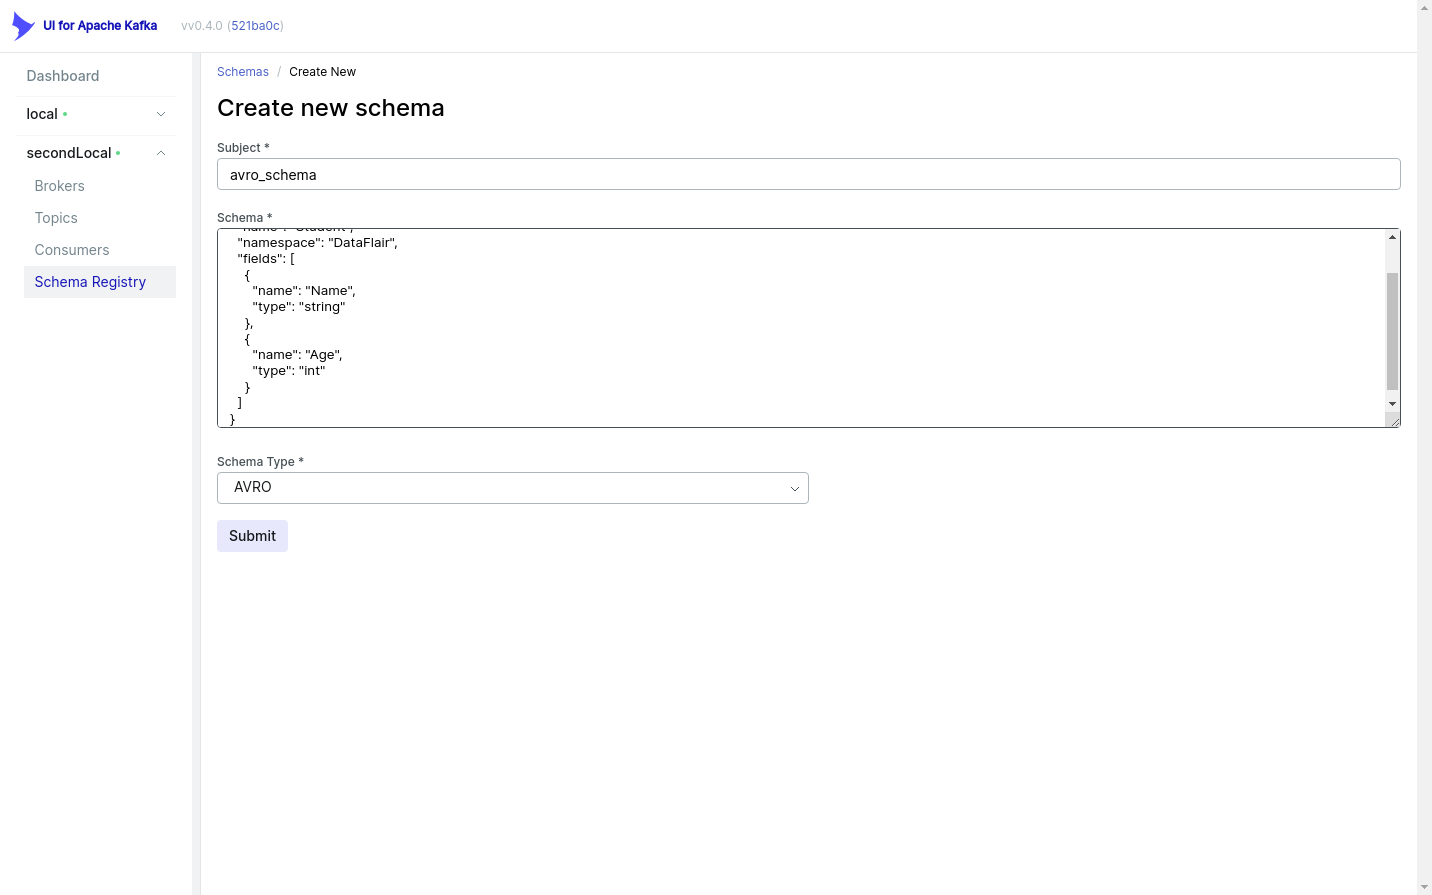 UI for Apache Kafka
vv0.4.0 (521ba0c)
Dashboard
local
secondLocal
Brokers
Topics
Consumers
Schema Registry
Schemas / Create New
Create new schema
Subject *
avro_schema
Schema *
"name": "Student",
"namespace": "DataFlair",
"fields": [
{
"name": "Name",
"type": "string"
},
{
"name": "Age",
"type": "int"
}
]
}
Schema Type *
AVRO
Submit